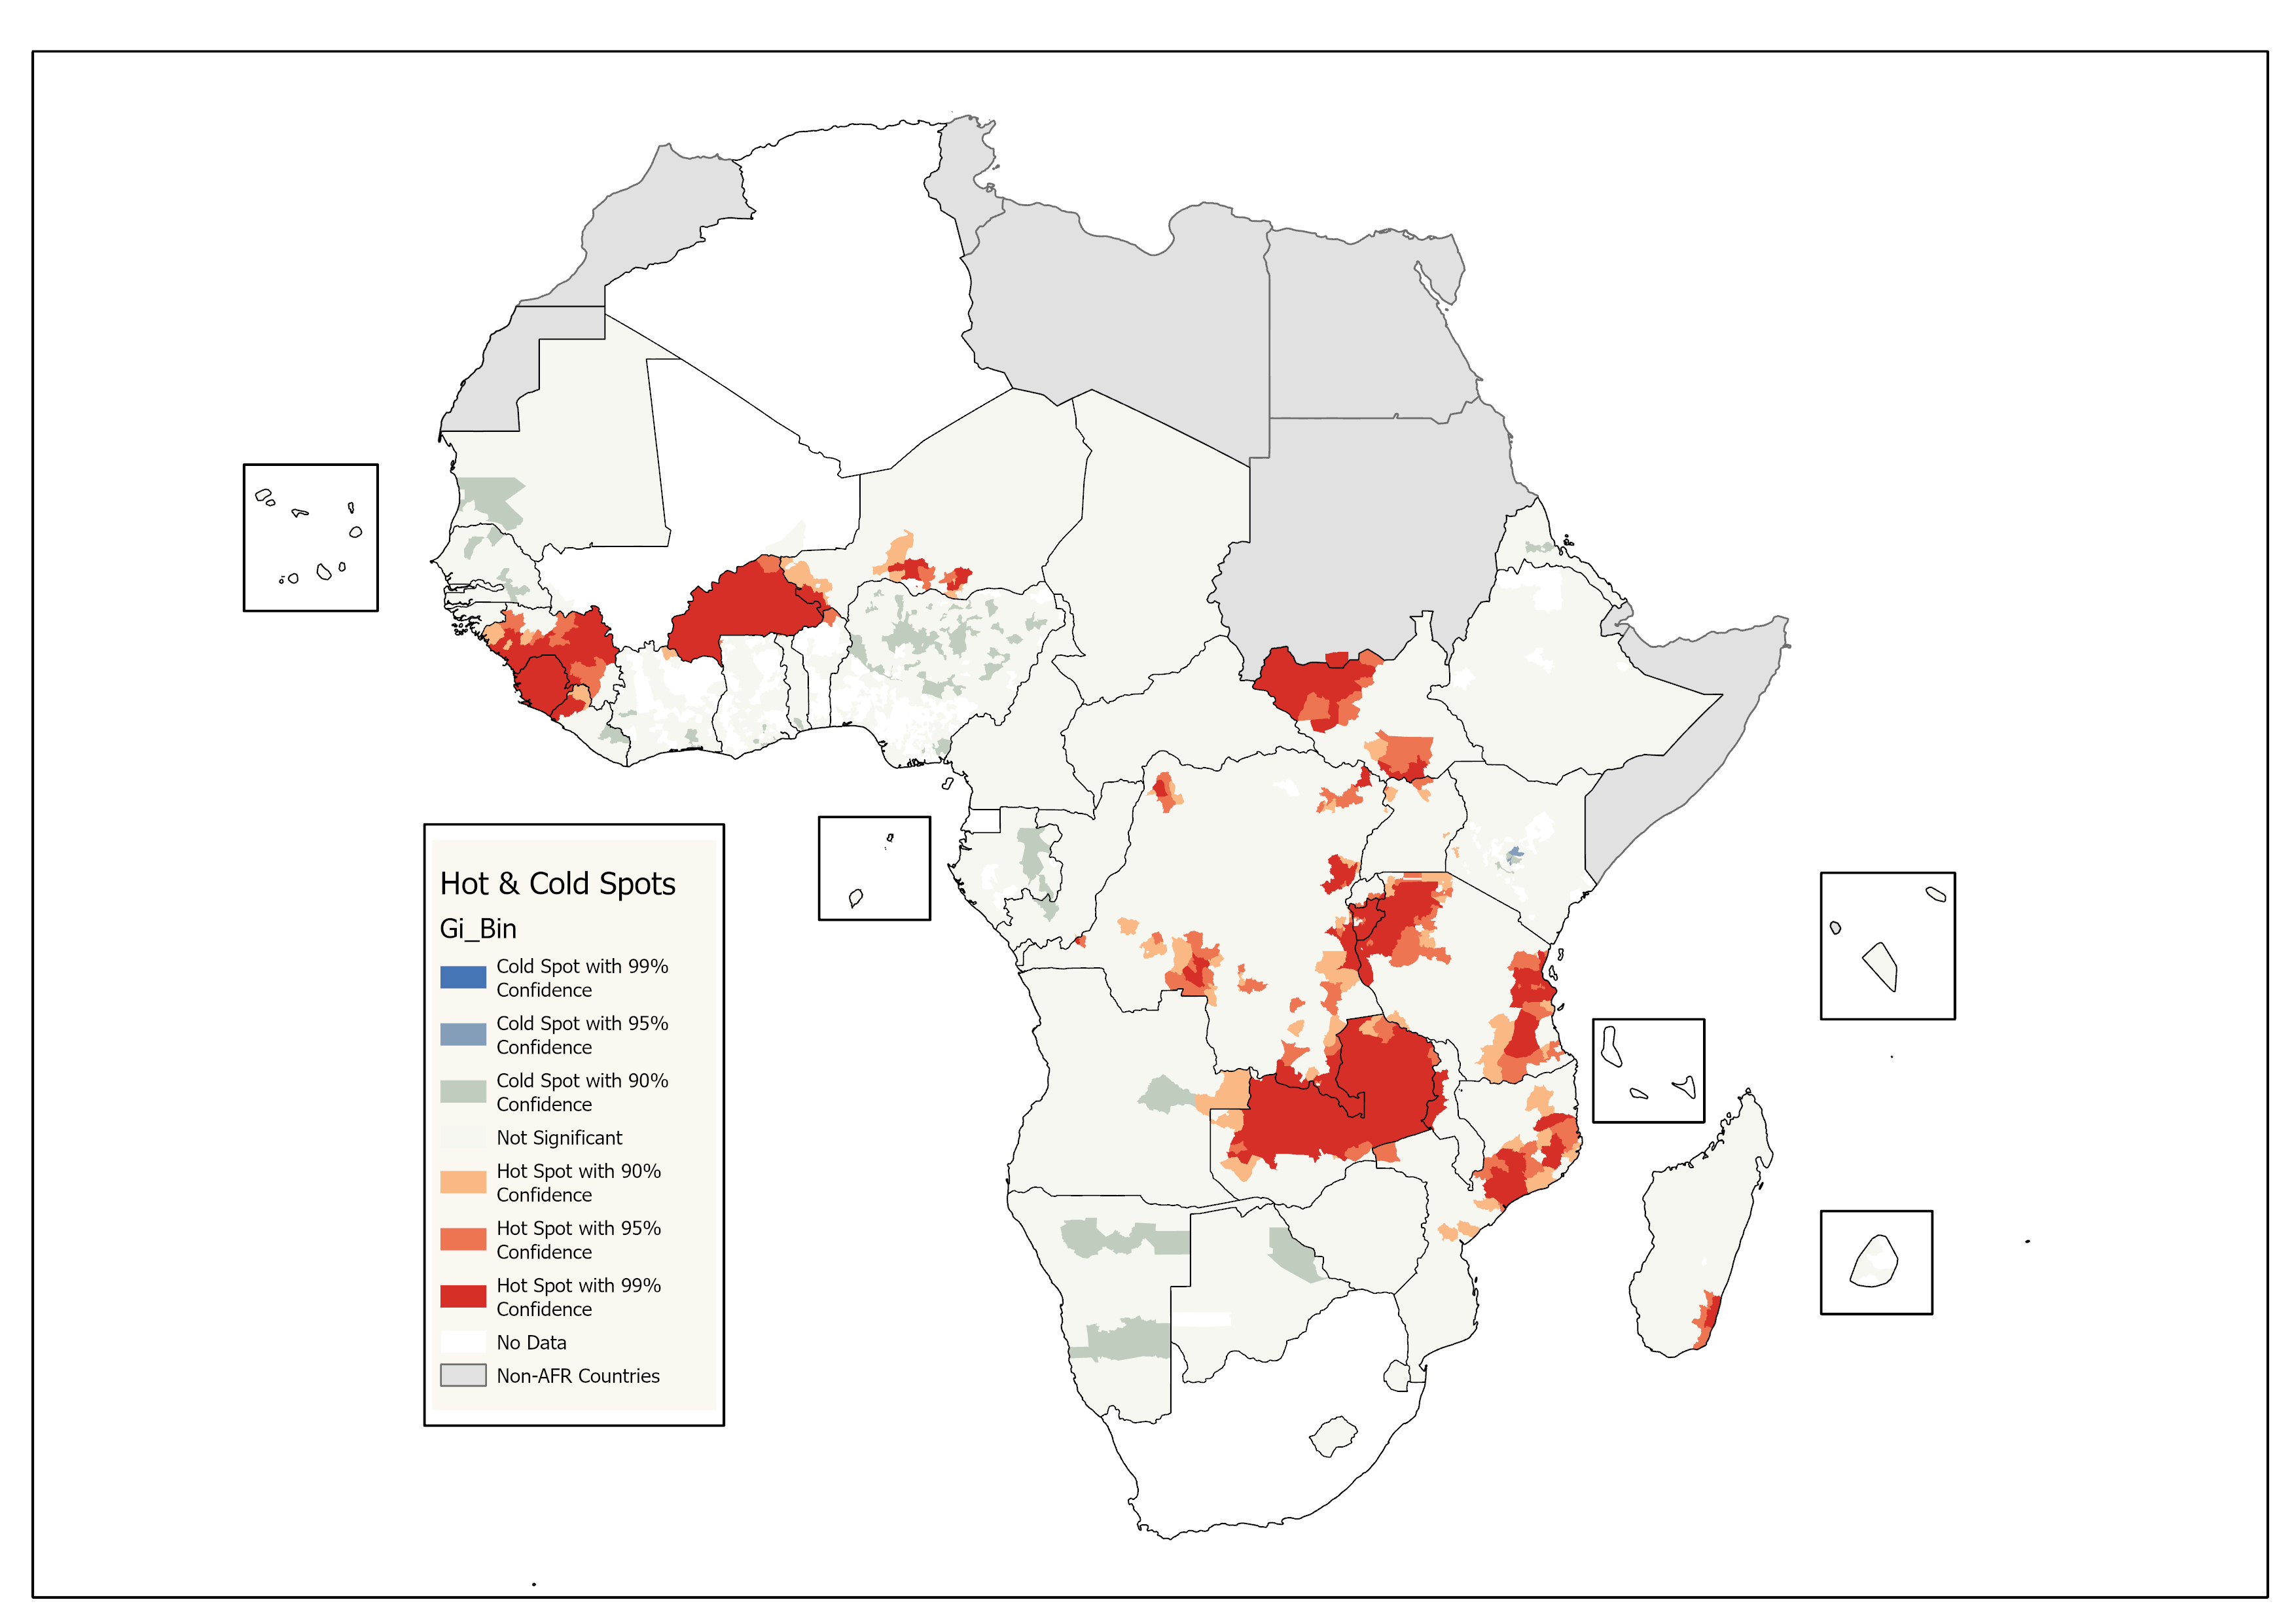 Hot & Cold Spots
Gi_Bin
Cold Spot with 99%
Confidence
Cold Spot with 95%
Confidence
Cold Spot with 90%
Confidence
Not Significant
Hot Spot with 90%
Confidence
Hot Spot with 95%
Confidence
Hot Spot with 99%
Confidence
No Data
Non-AFR Countries